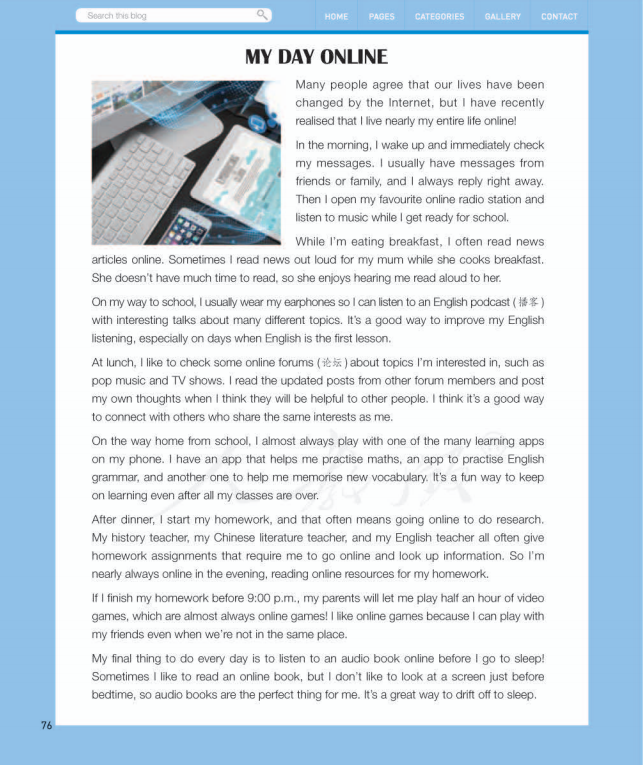 Search this blog
HOME PAGES CATEGORIES GALLERY CONTACT
MY DAY ONLINE
Many people agree that our lives have been
changed by the Internet, but I have recently
realised that I live nearly my entire life online!
In the morning, I wake up and immediately check
my messages. I usually have messages from
friends or family, and I always reply right away.
Then I open my favourite online radio station and
listen to music while I get ready for school.
While I'm eating breakfast, I often read news
articles online. Sometimes I read news out loud for my mum while she cooks breakfast.
She doesn't have much time to read, so she enjoys hearing me read aloud to her.
On my way to school, I usually wear my earphones so I can listen to an English podcast (播客)
with interesting talks about many different topics. It's a good way to improve my English
listening, especially on days when English is the first lesson.
At lunch, I like to check some online forums (论坛) about topics I'm interested in, such as
pop music and TV shows. I read the updated posts from other forum members and post
my own thoughts when I think they will be helpful to other people. I think it's a good way
to connect with others who share the same interests as me.
On the way home from school, I almost always play with one of the many learning apps
on my phone. I have an app that helps me practise maths, an app to practise English
grammar, and another one to help me memorise new vocabulary. It's a fun way to keep
on learning even after all my classes are over.
After dinner, I start my homework, and that often means going online to do research.
My history teacher, my Chinese literature teacher, and my English teacher all often give
homework assignments that require me to go online and look up information. So I'm
nearly always online in the evening, reading online resources for my homework.
If I finish my homework before 9:00 p.m., my parents will let me play half an hour of video
games, which are almost always online games! I like online games because I can play with
my friends even when we're not in the same place.
My final thing to do every day is to listen to an audio book online before I go to sleep!
Sometimes I like to read an online book, but I don't like to look at a screen just before
bedtime, so audio books are the perfect thing for me. It's a great way to drift off to sleep.
76